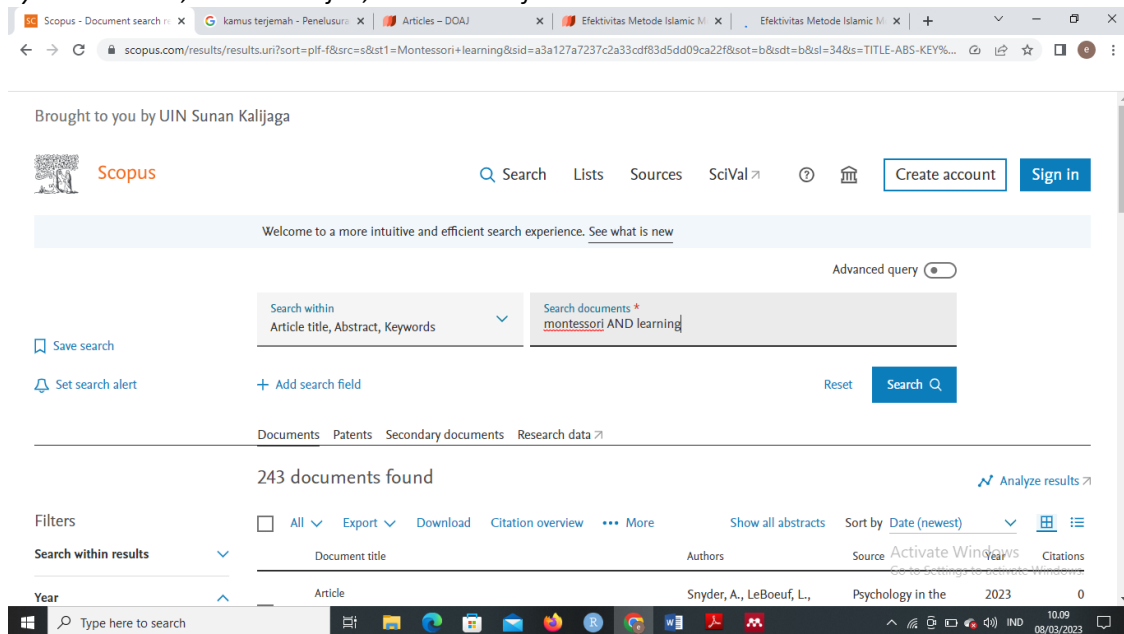 Scopus - Document search re
kamus terjemah - Penelusura
Articles – DOAJ
Efektivitas Metode Islamic M
Efektivitas Metode Islamic M
scopus.com/results/results.uri?sort=plf-f&src=s&st1=Montessori+learning&sid=a3a127a7237c2a33cdf83d5dd09ca22f&sot=b&sdt=b&sl=34&s=TITLE-ABS-KEY%...
Brought to you by UIN Sunan Kalijaga
Scopus
Search Lists Sources SciVal Create account Sign in
Welcome to a more intuitive and efficient search experience. See what is new
Advanced query
Search within
Article title, Abstract, Keywords
Search documents *
montessori AND learning
Save search
Set search alert
+ Add search field
Reset Search
Documents Patents Secondary documents Research data
243 documents found
Analyze results
Filters
All Export Download Citation overview ••• More Show all abstracts Sort by Date (newest)
Search within results
Document title Authors Source Year Citations
Activate Windows
Go to Settings to activate Windows.
Year
Article Snyder, A., LeBoeuf, L., Psychology in the 2023 0
Type here to search
IND
10.09
08/03/2023